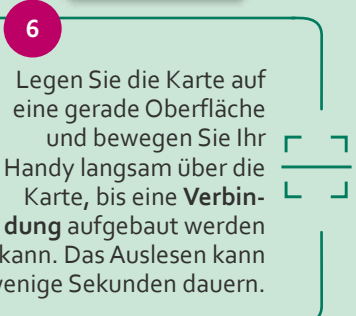 6
Legen Sie die Karte auf
eine gerade Oberfläche
und bewegen Sie Ihr
Handy langsam über die
Karte, bis eine Verbin-
dung aufgebaut werden
kann. Das Auslesen kann
wenige Sekunden dauern.